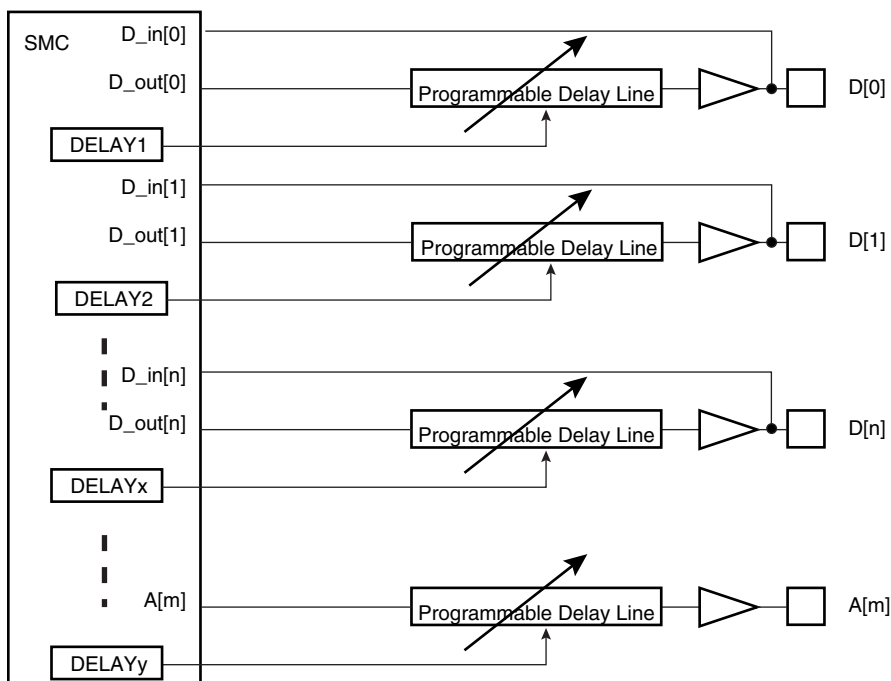 SMC
D_in[0]
D_out[0]
Programmable Delay Line
D[0]
DELAY1
D_in[1]
D_out[1]
Programmable Delay Line
D[1]
DELAY2
D_in[n]
D_out[n]
Programmable Delay Line
D[n]
DELAYx
A[m]
Programmable Delay Line
A[m]
DELAYy